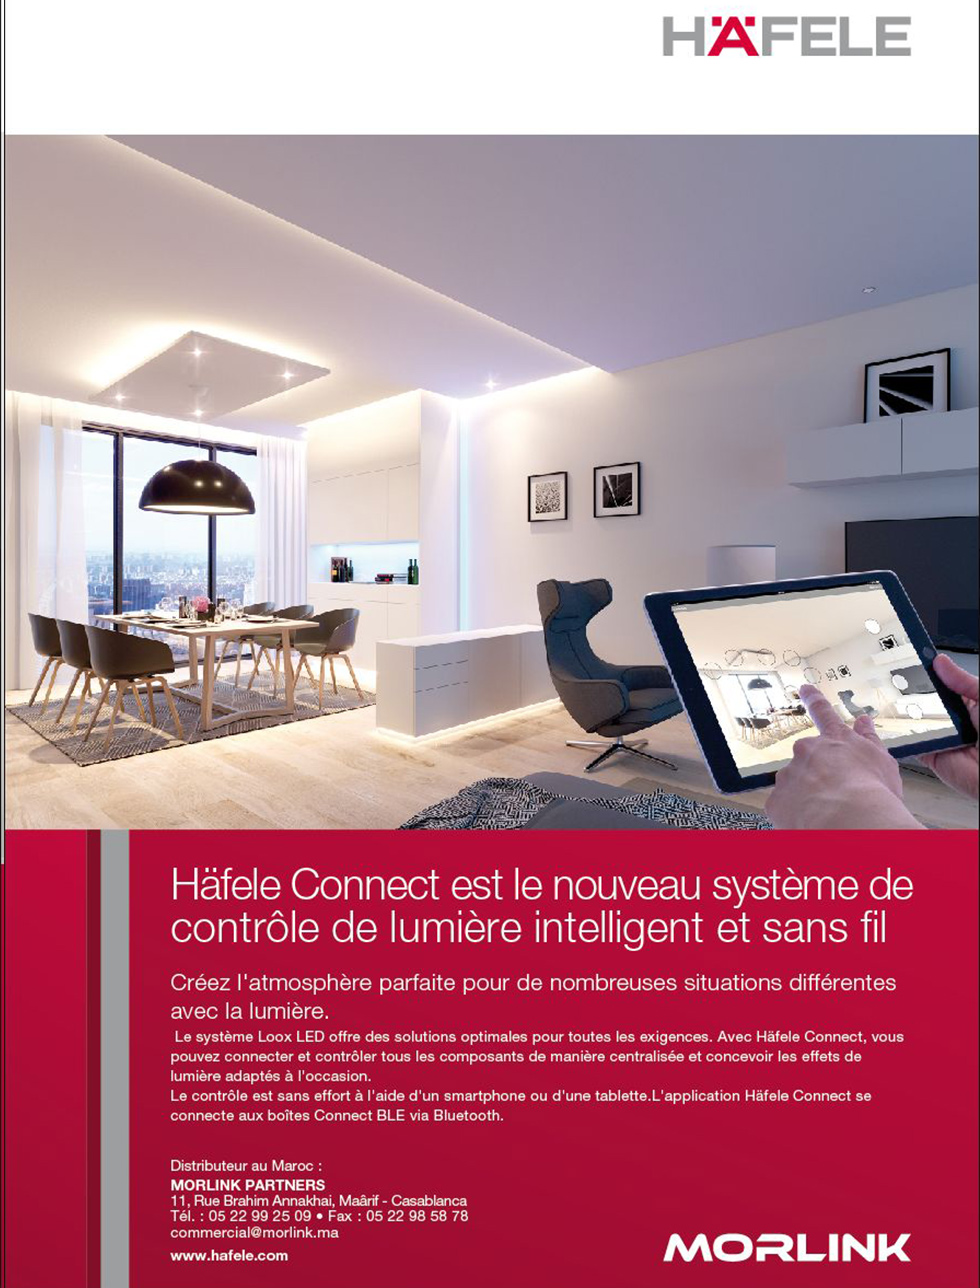 HÄFELE
Häfele Connect est le nouveau système de
contrôle de lumière intelligent et sans fil
Créez l'atmosphère parfaite pour de nombreuses situations différentes
avec la lumière.
Le système Loox LED offre des solutions optimales pour toutes les exigences. Avec Häfele Connect, vous
pouvez connecter et contrôler tous les composants de manière centralisée et concevoir les effets de
lumière adaptés à l'occasion.
Le contrôle est sans effort à l'aide d'un smartphone ou d'une tablette.L'application Häfele Connect se
connecte aux boîtes Connect BLE via Bluetooth.
Distributeur au Maroc :
MORLINK PARTNERS
11, Rue Brahim Annakhai, Maârif - Casablanca
Tél. : 05 22 99 25 09 • Fax : 05 22 98 58 78
commercial@morlink.ma
www.hafele.com
MORLINK